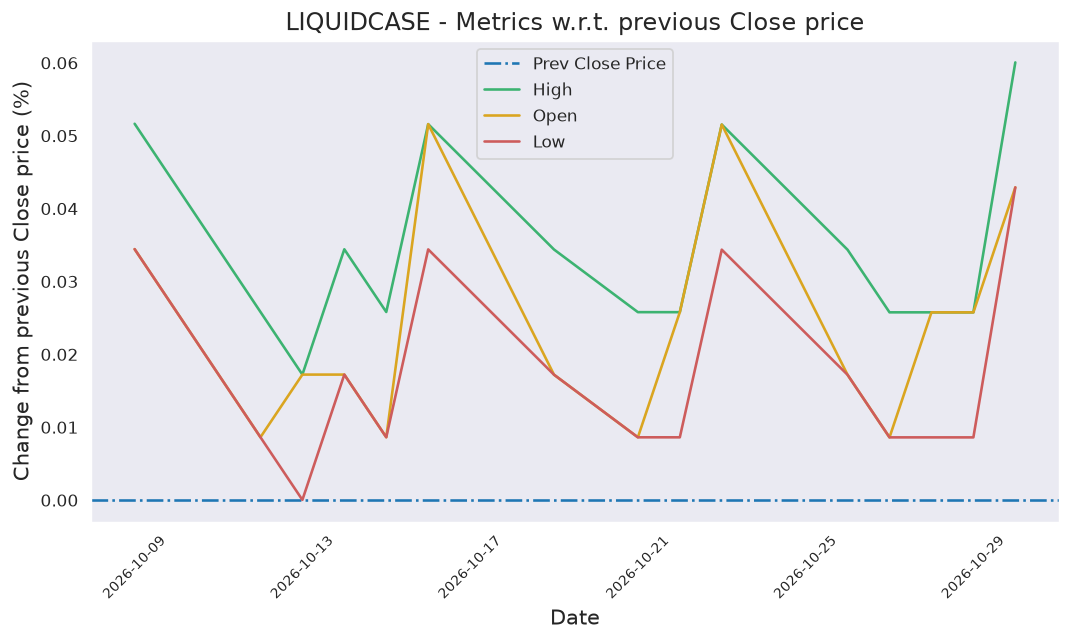 LIQUIDCASE - Metrics w.r.t. previous Close price
Change from previous Close price (%)
0.06
0.05
0.04
0.03
0.02
0.01
0.00
Prev Close Price
High
Open
Low
2026-10-09
2026-10-13
2026-10-17
2026-10-21
2026-10-25
2026-10-29
Date